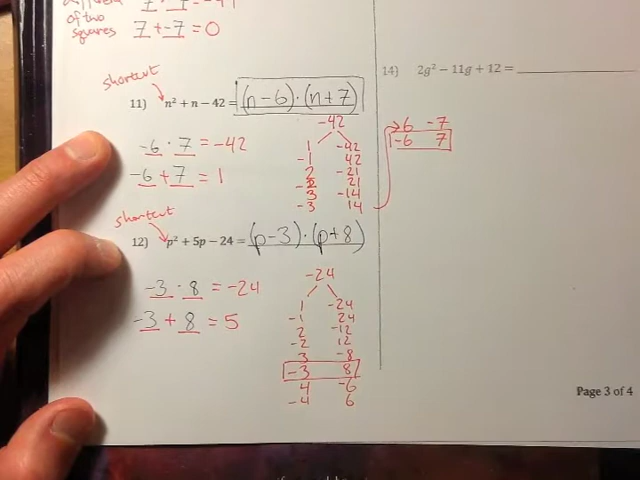 of two
squares
7 + -7 = 0
shortcut
11) n² + n − 42 = (n−6)·(n+7)
-6 · 7 = -42
-6 + 7 = 1
-42
1 -42
-1 42
2 -21
-2 21
3 -14
-3 14
6 -7
-6 7
shortcut
12) p² + 5p − 24 = (p−3)·(p+8)
-3 · 8 = -24
-3 + 8 = 5
-24
1 -24
-1 24
2 -12
-2 12
3 -8
-3 8
4 -6
-4 6
14) 2g² − 11g + 12 = ____________
Page 3 of 4